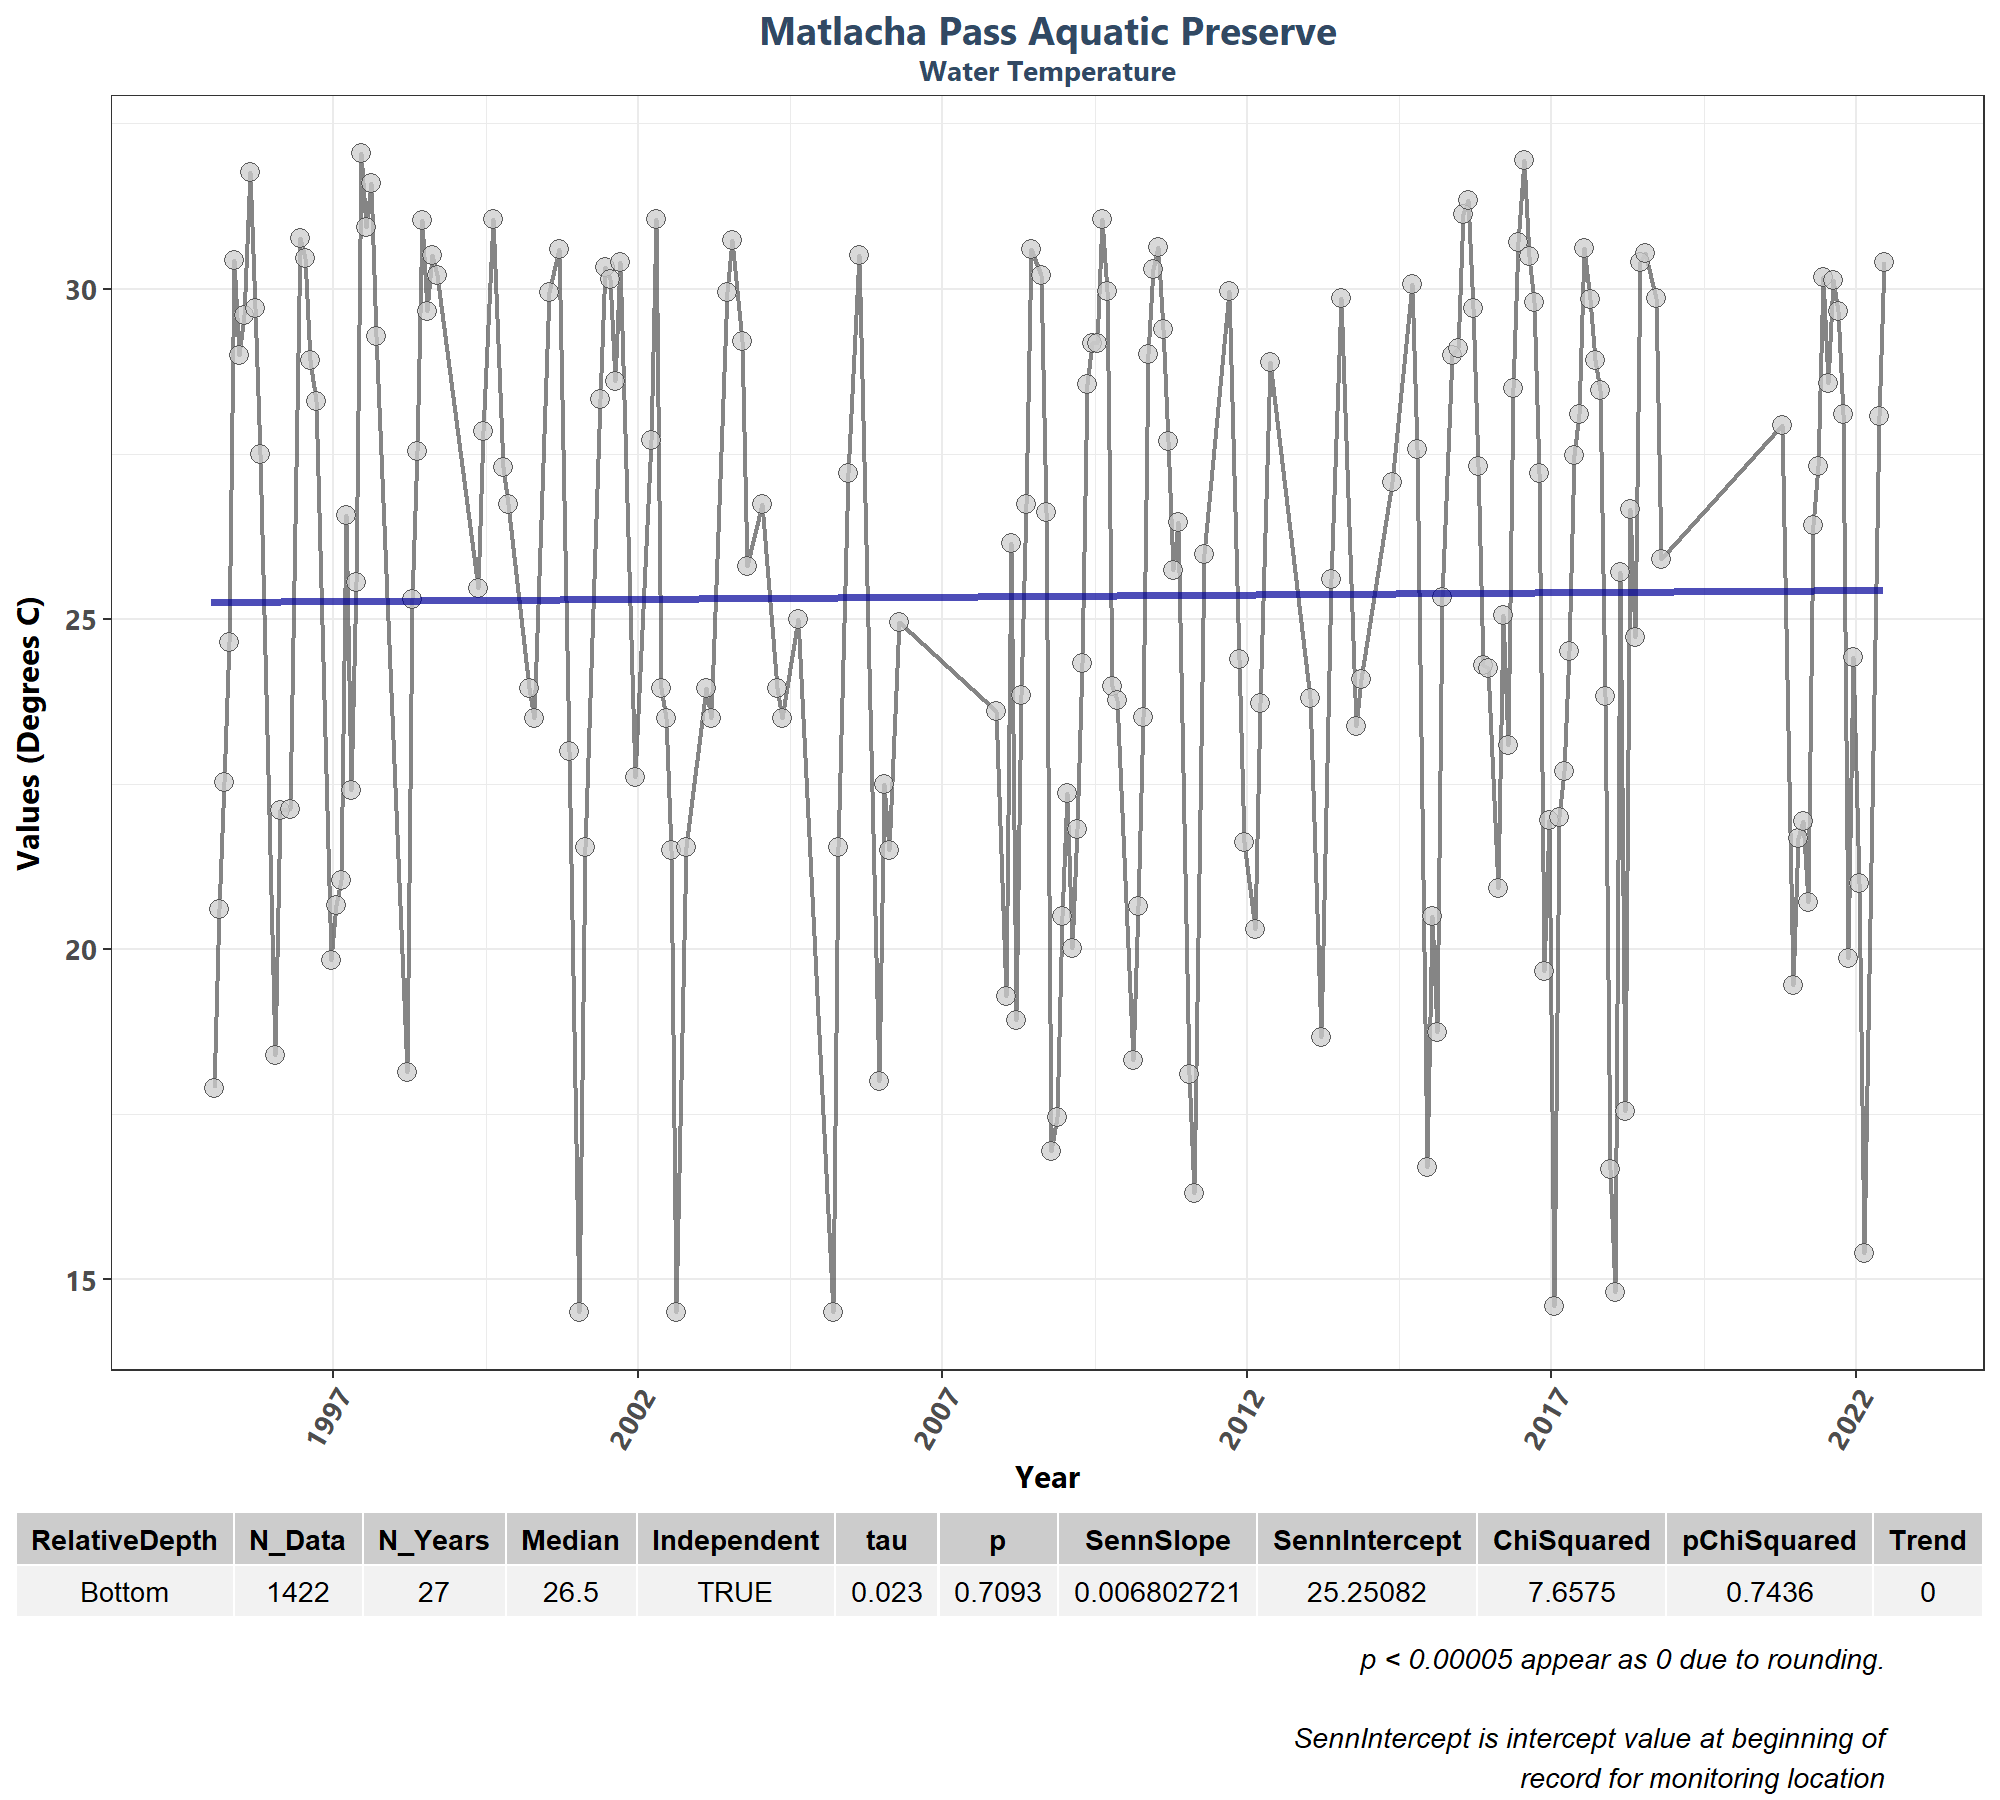 Matlacha Pass Aquatic Preserve
Water Temperature
Values (Degrees C)
30
25
20
15
1997 2002 2007 2012 2017 2022
Year
RelativeDepth N_Data N_Years Median Independent tau p SennSlope SennIntercept ChiSquared pChiSquared Trend
Bottom 1422 27 26.5 TRUE 0.023 0.7093 0.006802721 25.25082 7.6575 0.7436 0
p < 0.00005 appear as 0 due to rounding.
SennIntercept is intercept value at beginning of
record for monitoring location